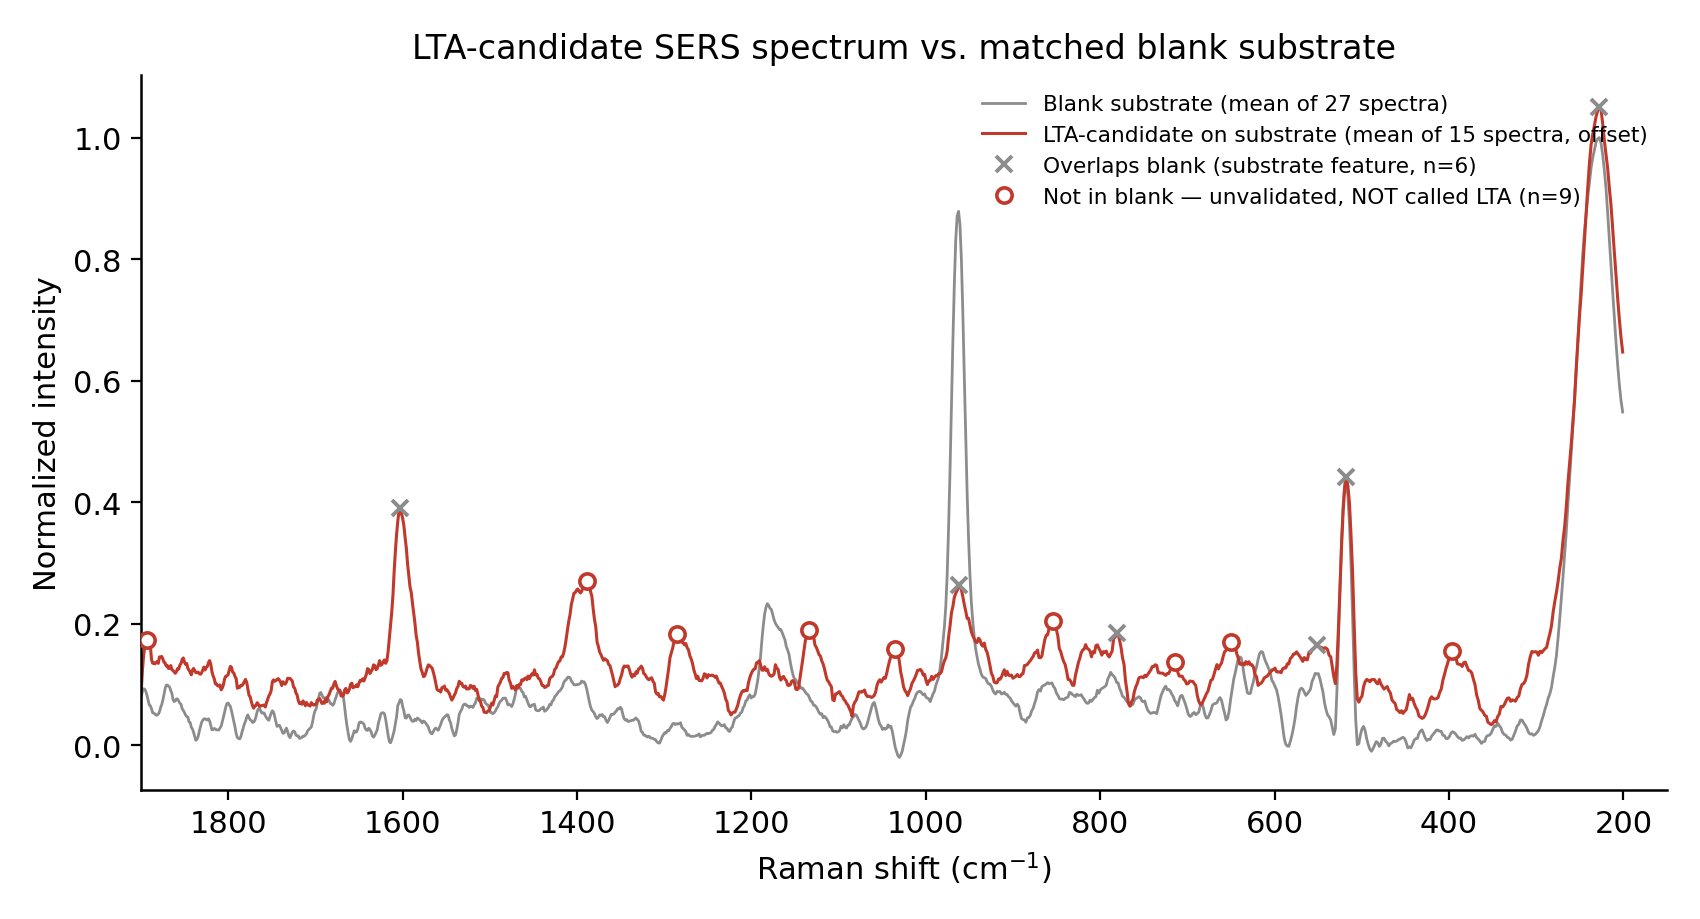 LTA-candidate SERS spectrum vs. matched blank substrate
Blank substrate (mean of 27 spectra)
LTA-candidate on substrate (mean of 15 spectra, offset)
Overlaps blank (substrate feature, n=6)
Not in blank — unvalidated, NOT called LTA (n=9)
Normalized intensity
1.0
0.8
0.6
0.4
0.2
0.0
1800 1600 1400 1200 1000 800 600 400 200
Raman shift (cm⁻¹)